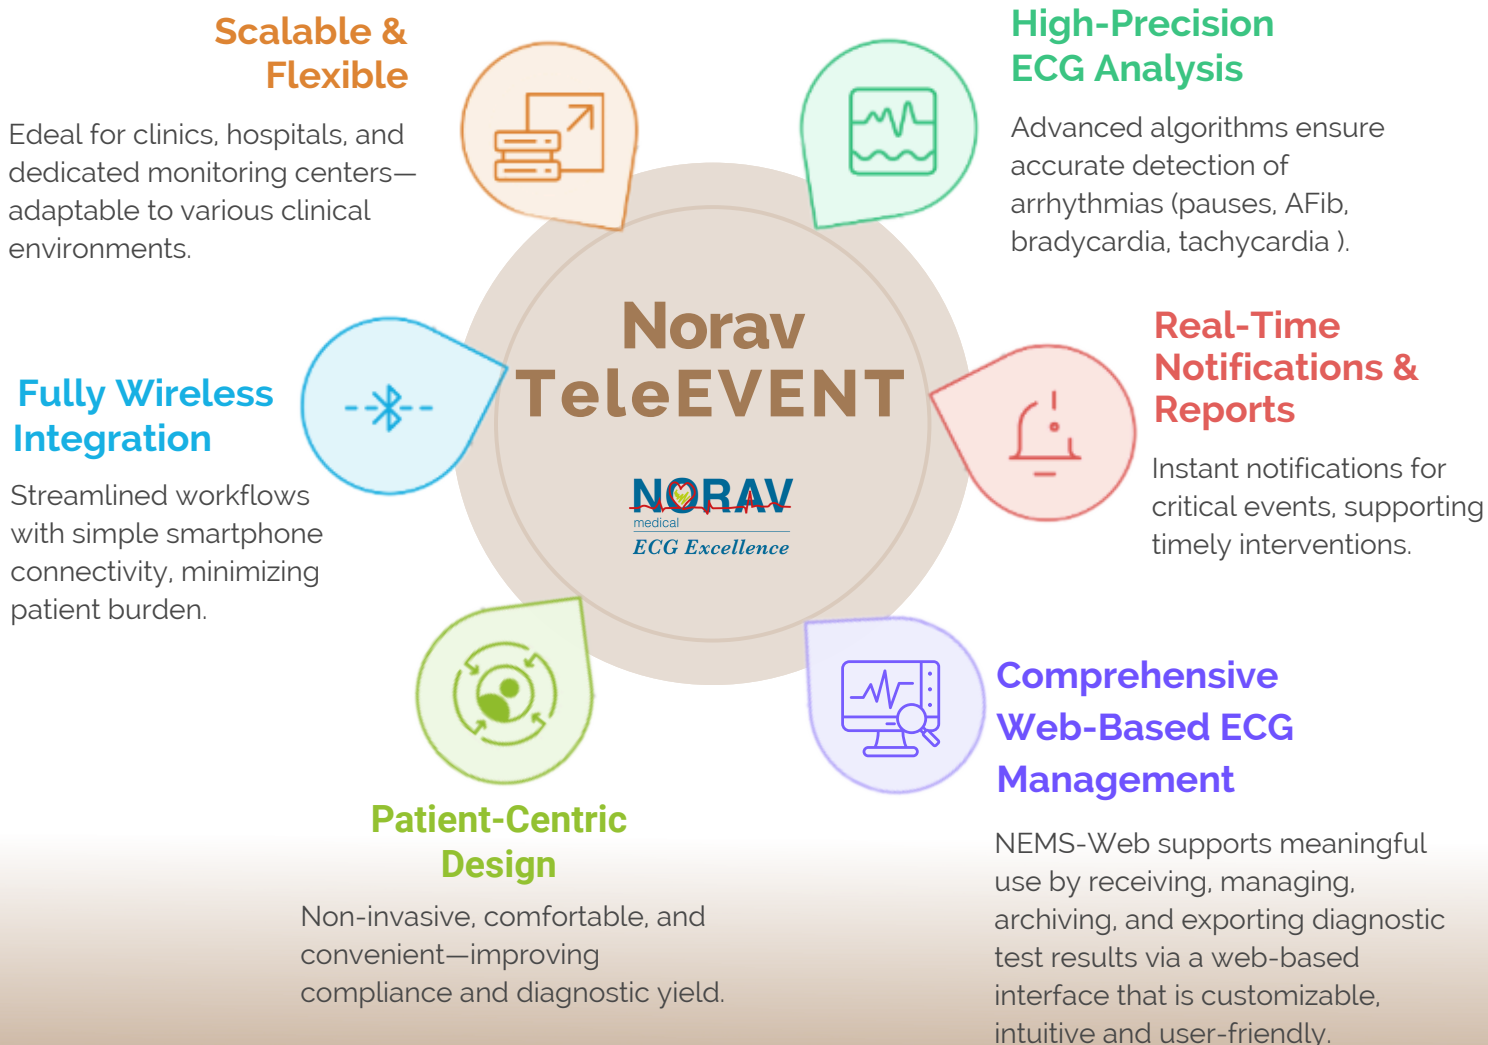 Scalable &
Flexible
Edeal for clinics, hospitals, and
dedicated monitoring centers—
adaptable to various clinical
environments.
High-Precision
ECG Analysis
Advanced algorithms ensure
accurate detection of
arrhythmias (pauses, AFib,
bradycardia, tachycardia ).
Norav
TeleEVENT
NORAV
medical
ECG Excellence
Fully Wireless
Integration
Streamlined workflows
with simple smartphone
connectivity, minimizing
patient burden.
Real-Time
Notifications &
Reports
Instant notifications for
critical events, supporting
timely interventions.
Patient-Centric
Design
Non-invasive, comfortable, and
convenient—improving
compliance and diagnostic yield.
Comprehensive
Web-Based ECG
Management
NEMS-Web supports meaningful
use by receiving, managing,
archiving, and exporting diagnostic
test results via a web-based
interface that is customizable,
intuitive and user-friendly.